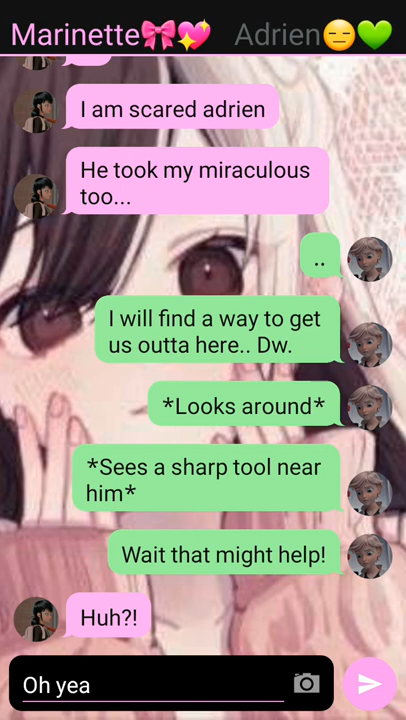 Marinette🎀💖 Adrien😑💚
I am scared adrien
He took my miraculous
too...
..
I will find a way to get
us outta here.. Dw.
*Looks around*
*Sees a sharp tool near
him*
Wait that might help!
Huh?!
Oh yea